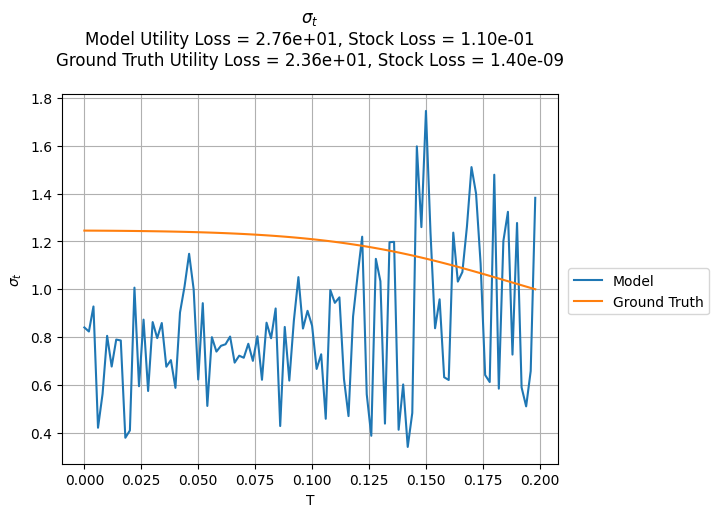 σt
Model Utility Loss = 2.76e+01, Stock Loss = 1.10e-01
Ground Truth Utility Loss = 2.36e+01, Stock Loss = 1.40e-09
1.8
1.6
1.4
1.2
1.0
0.8
0.6
0.4
σt
0.000 0.025 0.050 0.075 0.100 0.125 0.150 0.175 0.200
T
Model
Ground Truth